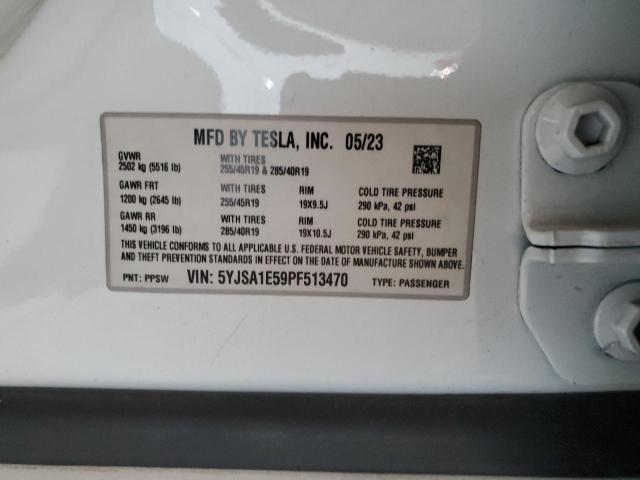 MFD BY TESLA, INC. 05/23
GVWR WITH TIRES
2502 kg (5516 lb) 255/45R19 & 285/40R19
GAWR FRT WITH TIRES RIM COLD TIRE PRESSURE
1200 kg (2645 lb) 255/45R19 19X9.5J 290 kPa, 42 psi
GAWR RR WITH TIRES RIM COLD TIRE PRESSURE
1450 kg (3196 lb) 285/40R19 19X10.5J 290 kPa, 42 psi
THIS VEHICLE CONFORMS TO ALL APPLICABLE U.S. FEDERAL MOTOR VEHICLE SAFETY, BUMPER
AND THEFT PREVENTION STANDARDS IN EFFECT ON THE DATE OF MANUFACTURE SHOWN ABOVE.
PNT: PPSW VIN: 5YJSA1E59PF513470 TYPE: PASSENGER